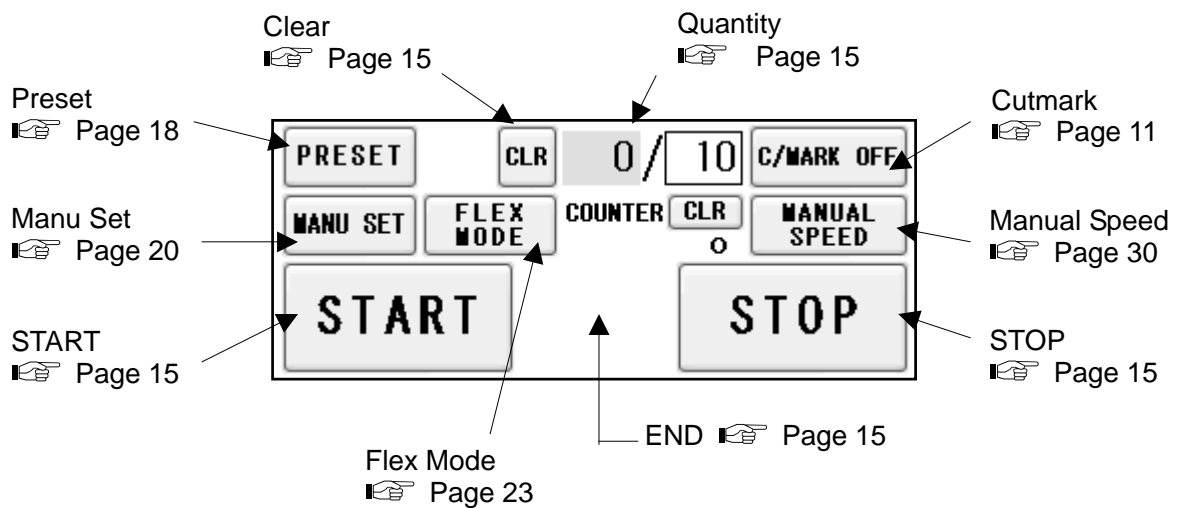 Clear
☞ Page 15
Quantity
☞ Page 15
Preset
☞ Page 18
Cutmark
☞ Page 11
PRESET
CLR
0/ 10
C/MARK OFF
Manu Set
☞ Page 20
MANU SET
FLEX
MODE
COUNTER
CLR
0
MANUAL
SPEED
Manual Speed
☞ Page 30
START
☞ Page 15
START
STOP
STOP
☞ Page 15
END ☞ Page 15
Flex Mode
☞ Page 23